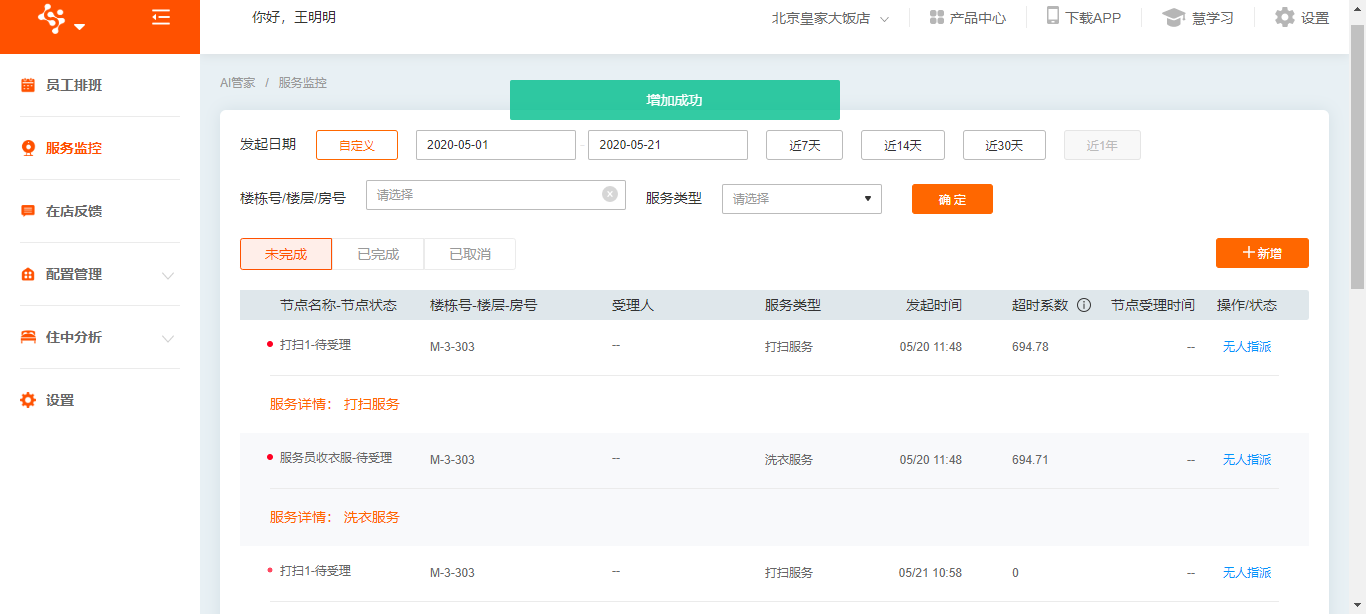 你好，王明明 北京皇家大饭店 产品中心 下载APP 慧学习 设置
员工排班
服务监控
在店反馈
配置管理
住中分析
设置
AI管家 / 服务监控
增加成功
发起日期 自定义 2020-05-01 - 2020-05-21 近7天 近14天 近30天 近1年
楼栋号/楼层/房号 请选择 服务类型 请选择 确定
未完成 已完成 已取消 +新增
节点名称-节点状态 楼栋号-楼层-房号 受理人 服务类型 发起时间 超时系数 节点受理时间 操作/状态
打扫1-待受理 M-3-303 -- 打扫服务 05/20 11:48 694.78 -- 无人指派
服务详情： 打扫服务
服务员收衣服-待受理 M-3-303 -- 洗衣服务 05/20 11:48 694.71 -- 无人指派
服务详情： 洗衣服务
打扫1-待受理 M-3-303 -- 打扫服务 05/21 10:58 0 -- 无人指派